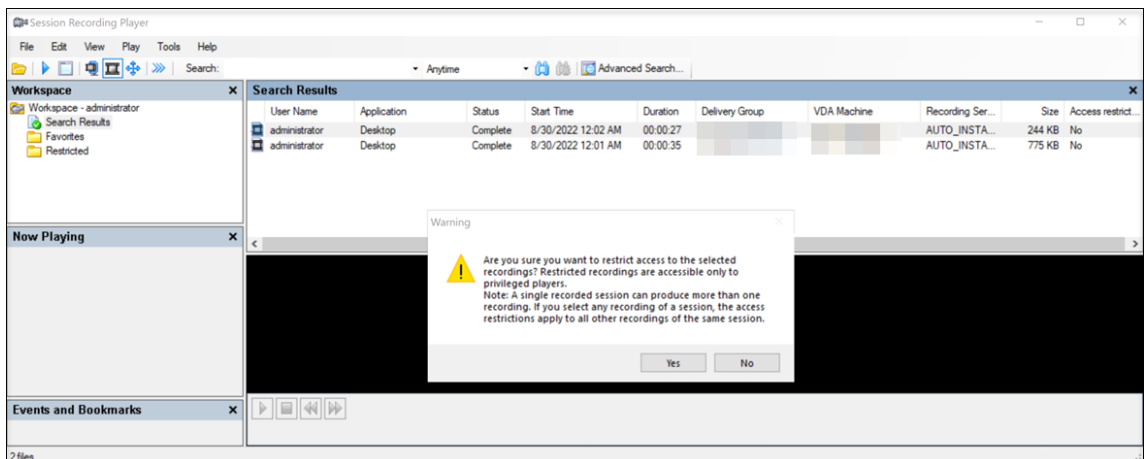 Session Recording Player
File Edit View Play Tools Help
Search: Anytime Advanced Search...
Workspace
Workspace - administrator
Search Results
Favorites
Restricted
Search Results
User Name Application Status Start Time Duration Delivery Group VDA Machine Recording Ser... Size Access restrict...
administrator Desktop Complete 8/30/2022 12:02 AM 00:00:27 AUTO_INSTA... 244 KB No
administrator Desktop Complete 8/30/2022 12:01 AM 00:00:35 AUTO_INSTA... 775 KB No
Now Playing
Warning
Are you sure you want to restrict access to the selected
recordings? Restricted recordings are accessible only to
privileged players.
Note: A single recorded session can produce more than one
recording. If you select any recording of a session, the access
restrictions apply to all other recordings of the same session.
Yes No
Events and Bookmarks
2 files